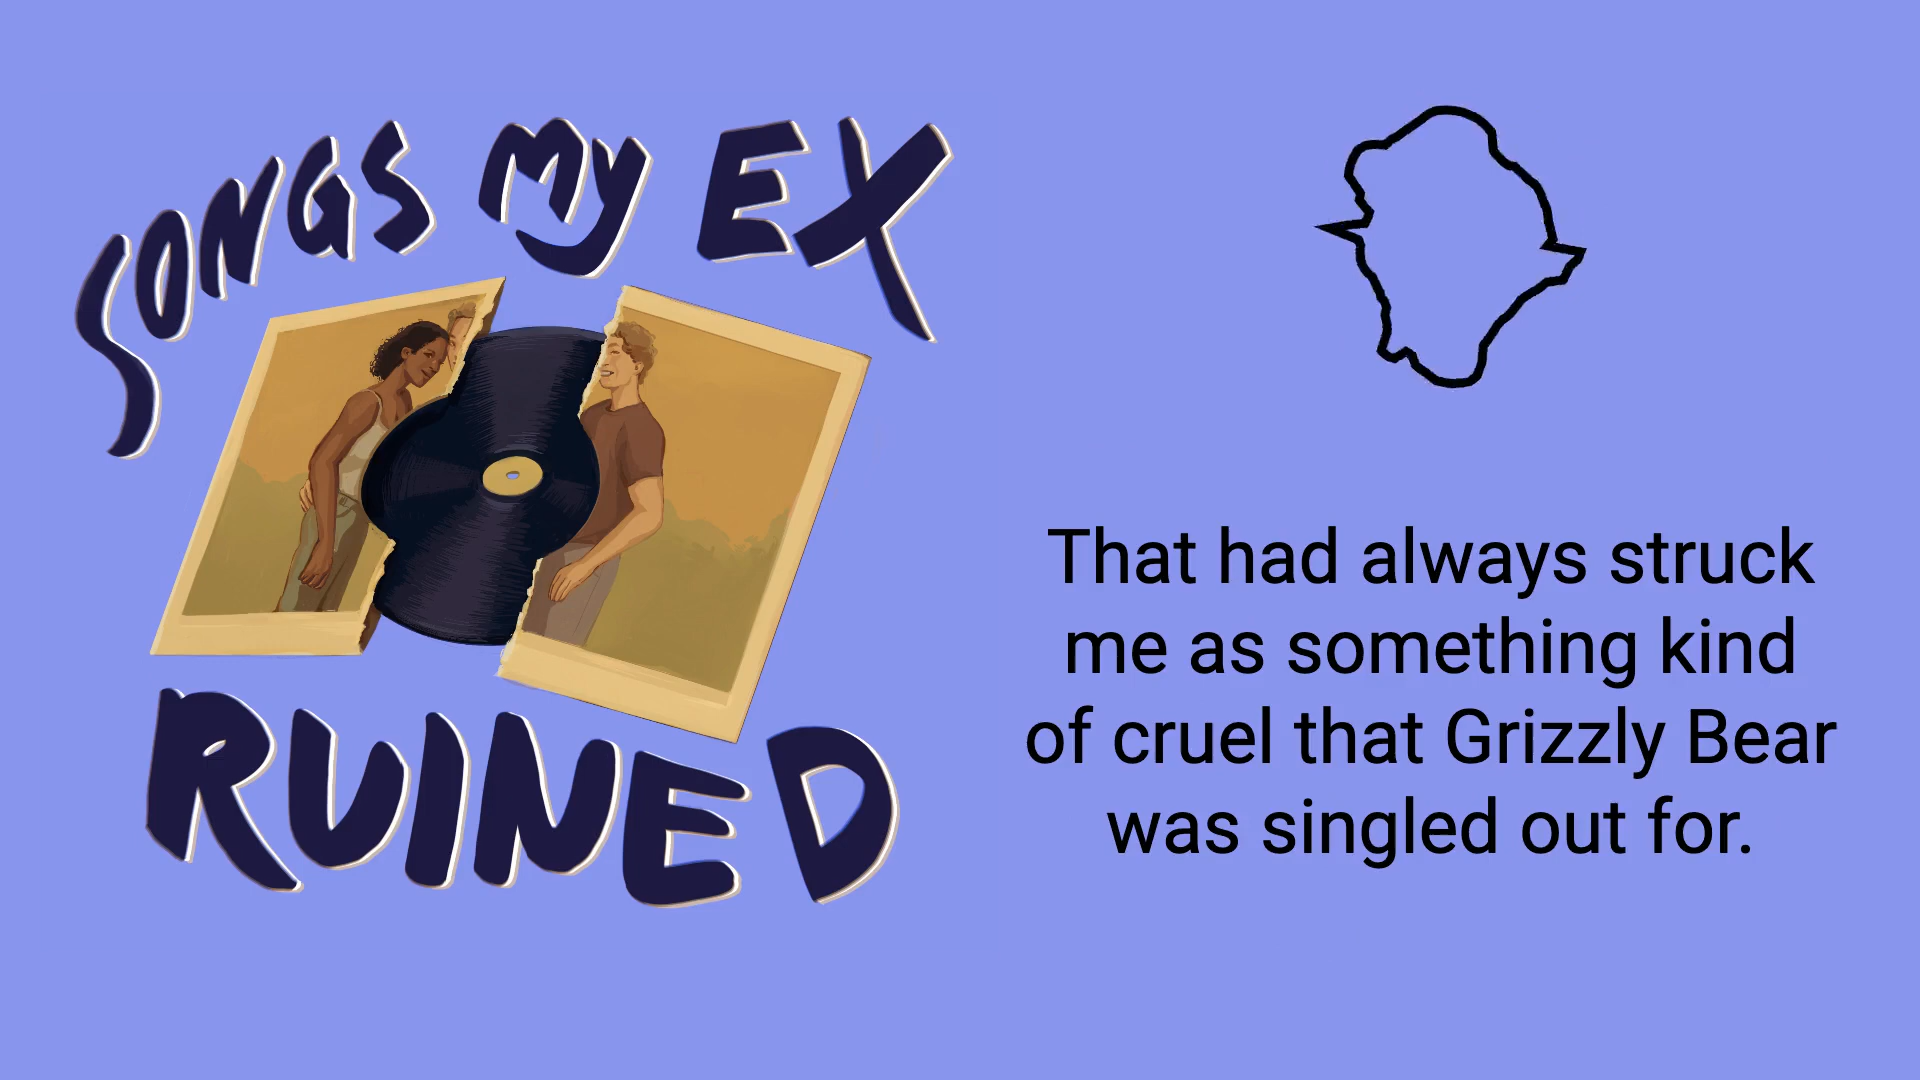 SONGS MY EX
RUINED
That had always struck
me as something kind
of cruel that Grizzly Bear
was singled out for.